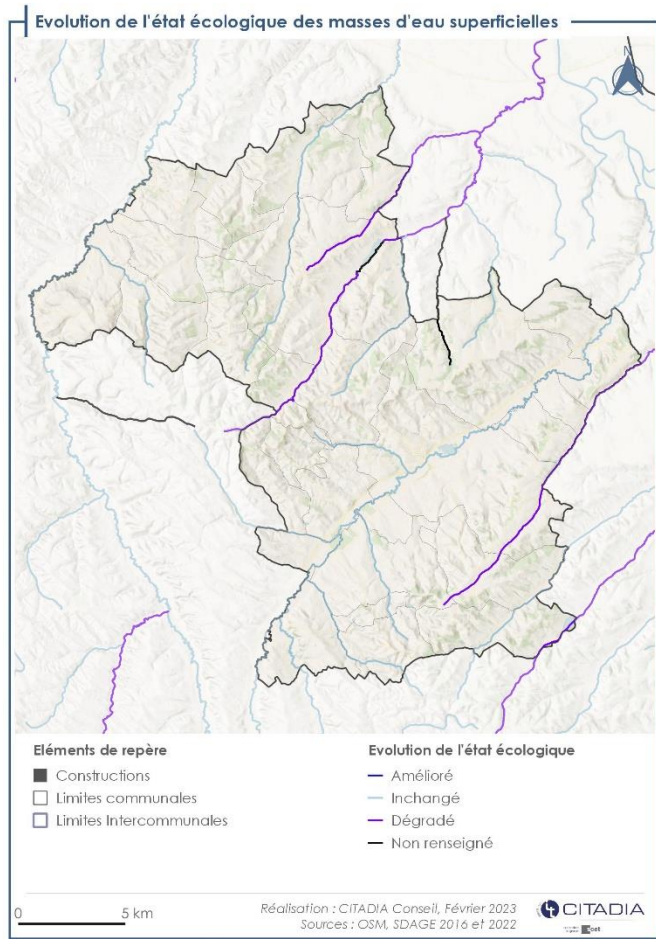 Evolution de l'état écologique des masses d'eau superficielles
Eléments de repère
Constructions
Limites communales
Limites Intercommunales
Evolution de l'état écologique
Amélioré
Inchangé
Dégradé
Non renseigné
0 5 km
Réalisation : CITADIA Conseil, Février 2023
Sources : OSM, SDAGE 2016 et 2022
CITADIA